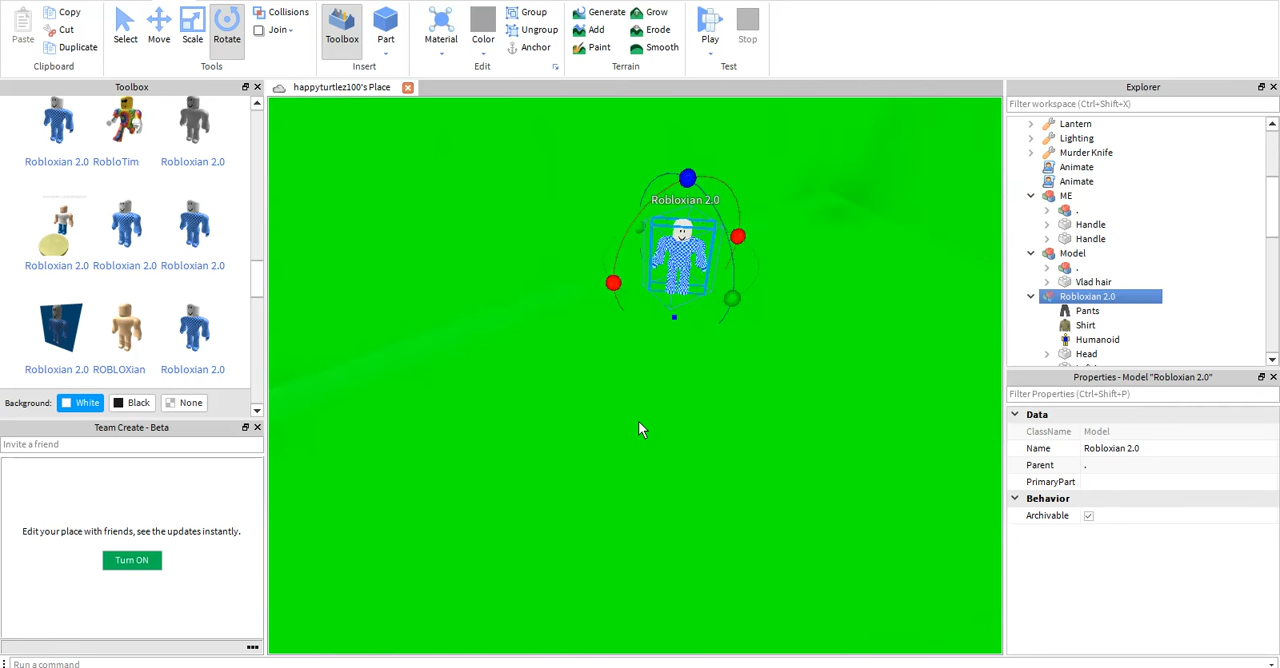 Paste
Copy
Cut
Duplicate
Clipboard
Select
Move
Scale
Rotate
Collisions
Join
Tools
Toolbox
Part
Insert
Material
Color
Group
Ungroup
Anchor
Edit
Generate
Grow
Add
Erode
Paint
Smooth
Terrain
Play
Stop
Test
Toolbox
Robloxian 2.0 RobloTim Robloxian 2.0
Robloxian 2.0 Robloxian 2.0 Robloxian 2.0
Robloxian 2.0 ROBLOXian Robloxian 2.0
Background: White Black None
Team Create - Beta
Invite a friend
Edit your place with friends, see the updates instantly.
Turn ON
happyturtlez100's Place
Robloxian 2.0
Explorer
Filter workspace (Ctrl+Shift+X)
Lantern
Lighting
Murder Knife
Animate
Animate
ME
.
Handle
Handle
Model
.
Vlad hair
Robloxian 2.0
Pants
Shirt
Humanoid
Head
Properties - Model "Robloxian 2.0"
Filter Properties (Ctrl+Shift+P)
Data
ClassName Model
Name Robloxian 2.0
Parent .
PrimaryPart
Behavior
Archivable
Run a command